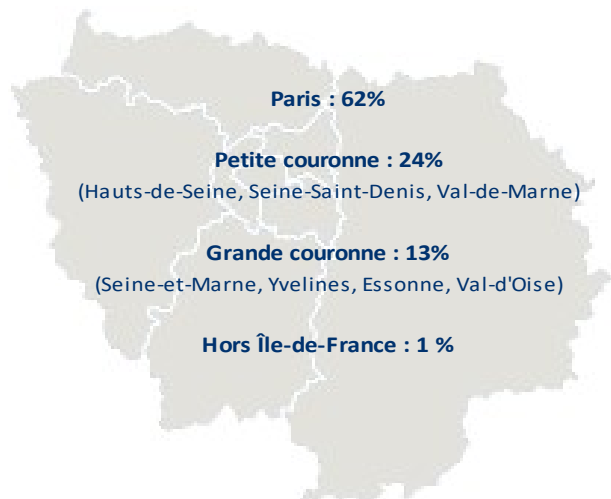 Paris : 62%
Petite couronne : 24%
(Hauts-de-Seine, Seine-Saint-Denis, Val-de-Marne)
Grande couronne : 13%
(Seine-et-Marne, Yvelines, Essonne, Val-d'Oise)
Hors Île-de-France : 1 %